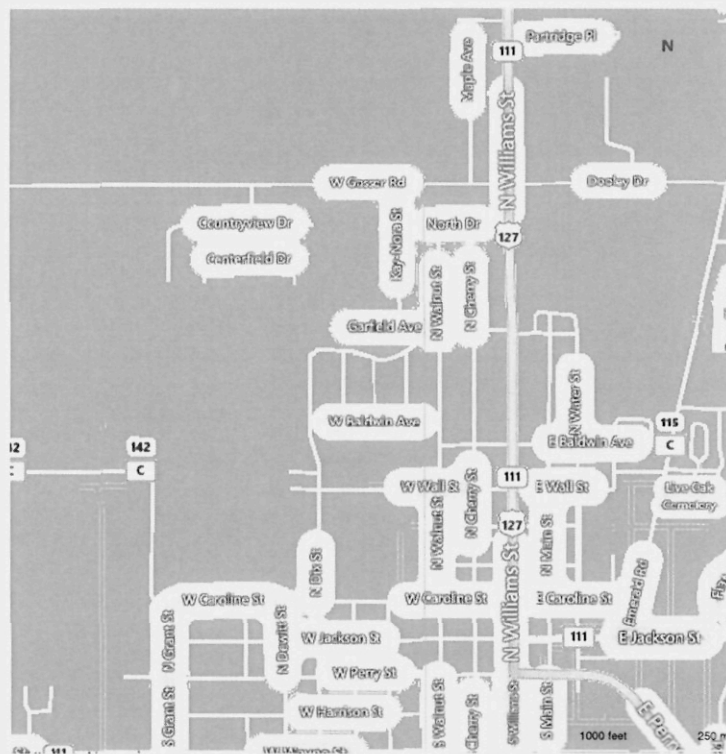 Partridge Pl
N
111
Maple Ave
N Williams St
W Gasser Rd
Dooley Dr
Countryview Dr
Kay-Nora St
North Dr
127
Centerfield Dr
N Walnut St
N Cherry St
Garfield Ave
N Water St
W Baldwin Ave
115
C
E Baldwin Ave
142
C
C
111
W Wall St
E Wall St
N Cherry St
Live Oak
Cemetery
127
N Walnut St
N Main St
N Dix St
N Williams St
Emerald Rd
W Caroline St
W Caroline St
E Caroline St
N Grant St
N Dewitt St
W Jackson St
111
E Jackson St
W Perry St
S Grant St
S Walnut St
Cherry St
S Williams St
S Main St
W Harrison St
1000 feet
250
111